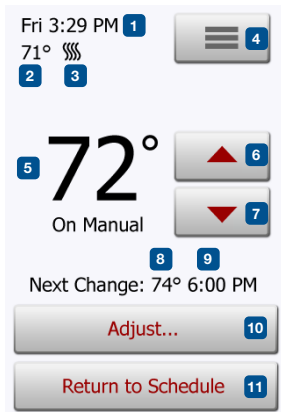 Fri 3:29 PM 1
71°
2 3
4
5 72°
6
On Manual
7
8 9
Next Change: 74° 6:00 PM
Adjust... 10
Return to Schedule 11